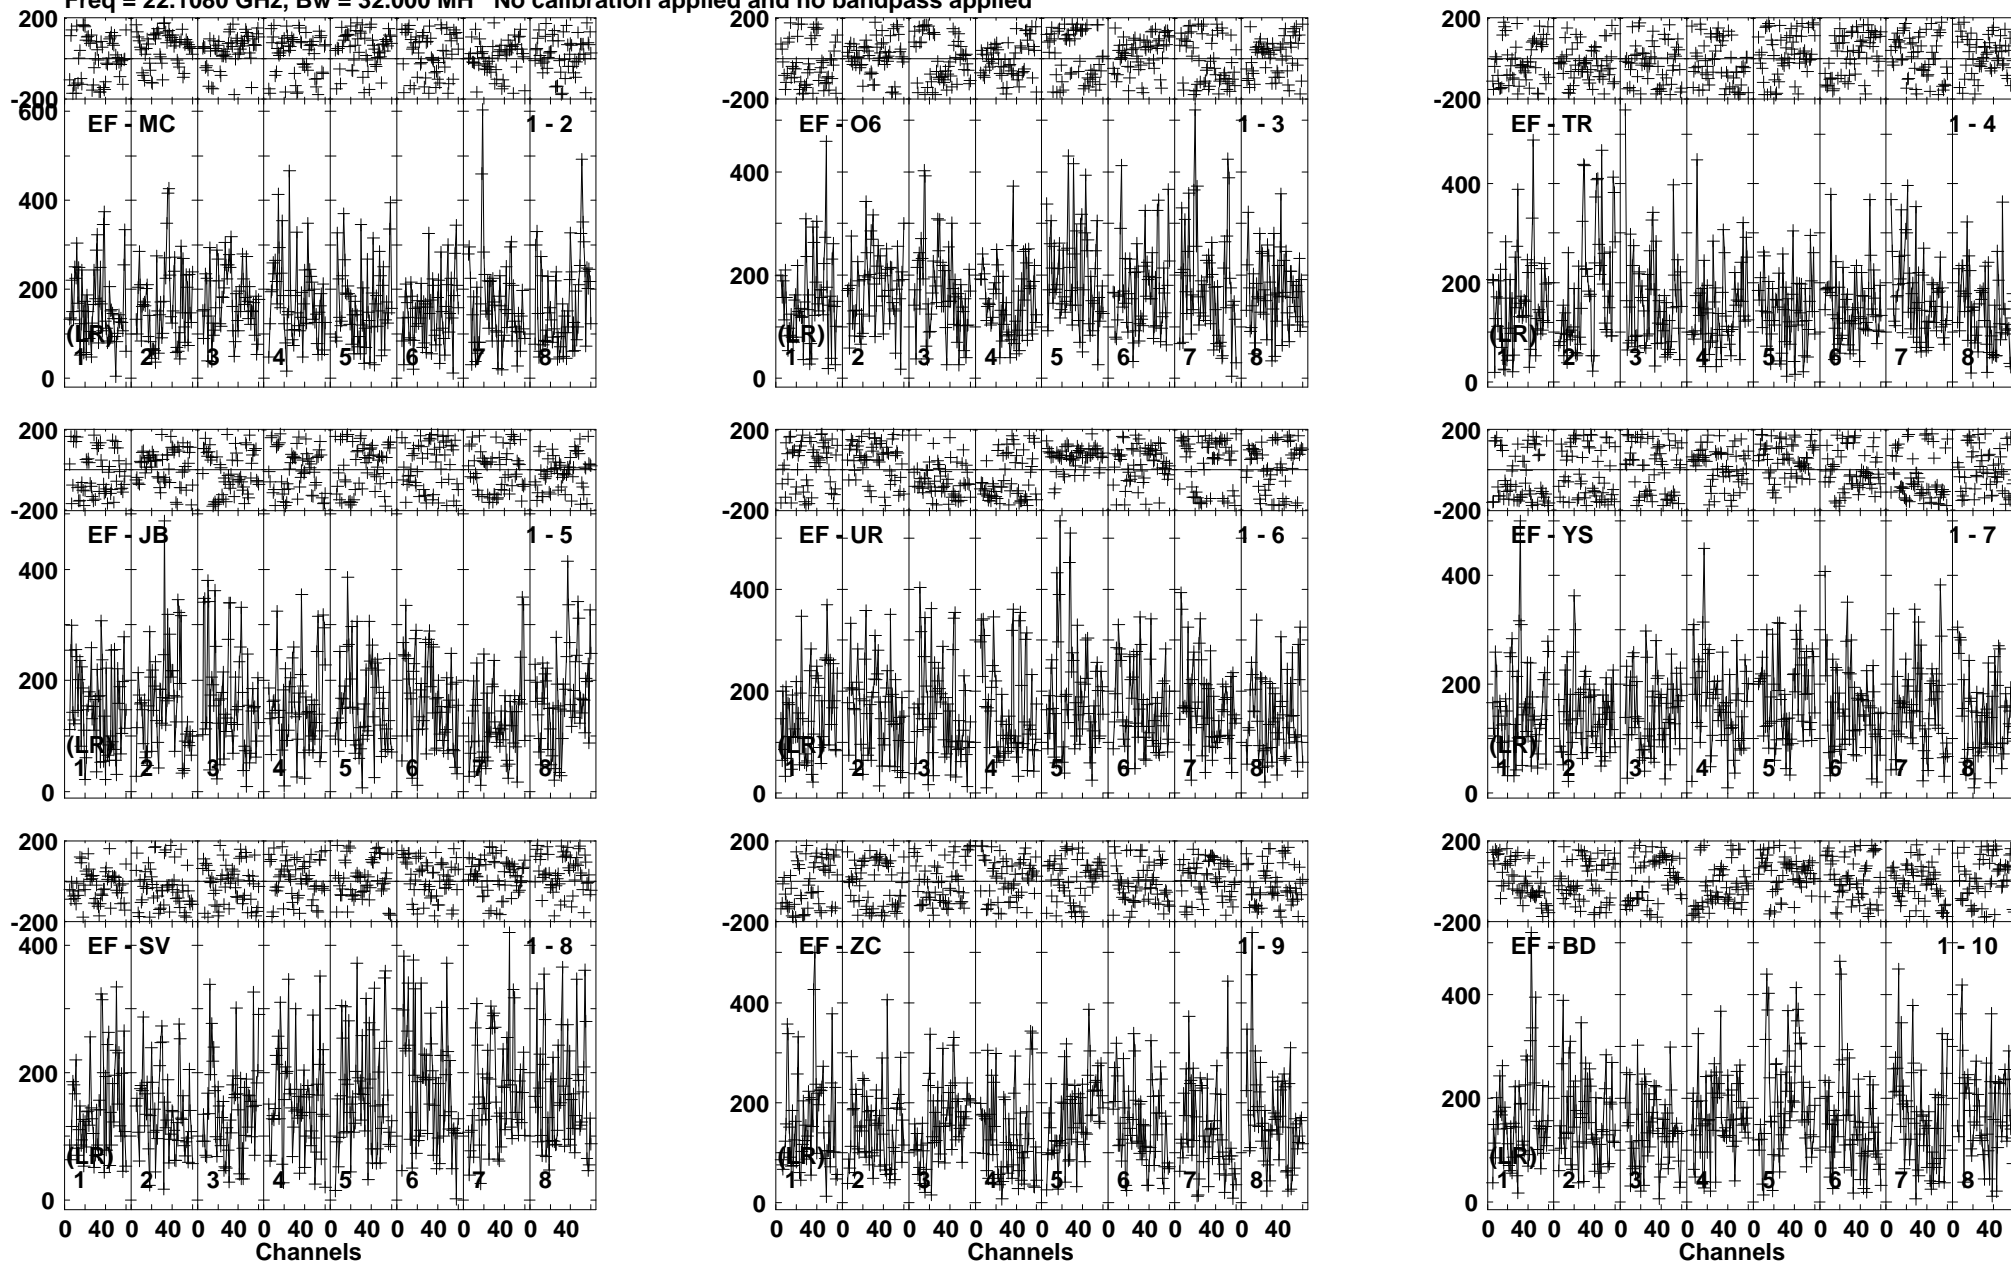 Freq = 22.1080 GHz, Bw = 32.000 MH No calibration applied and no bandpass applied
200 200 200
-200 -200 -200
600
EF - MC 1 - 2 EF - O6 1 - 3 EF - TR 1 - 4
400 400 400
200 200 200
(LR) (LR) (LR)
1 2 3 4 5 6 7 8 1 2 3 4 5 6 7 8 1 2 3 4 5 6 7 8
0 0 0
200 200 200
-200 -200 -200
EF - JB 1 - 5 EF - UR 1 - 6 EF - YS 1 - 7
400 400 400
200 200 200
(LR) (LR) (LR)
1 2 3 4 5 6 7 8 1 2 3 4 5 6 7 8 1 2 3 4 5 6 7 8
0 0 0
200 200 200
-200 -200 -200
EF - SV 1 - 8 EF - ZC 1 - 9 EF - BD 1 - 10
400 400 400
200 200 200
(LR) (LR) (LR)
1 2 3 4 5 6 7 8 1 2 3 4 5 6 7 8 1 2 3 4 5 6 7 8
0 0 0
0 40 0 40 0 40 0 40 0 40 0 40 0 40 0 40 0 40 0 40 0 40 0 40 0 40 0 40 0 40 0 40 0 40 0 40 0 40 0 40 0 40 0 40 0 40 0 40
Channels Channels Channels